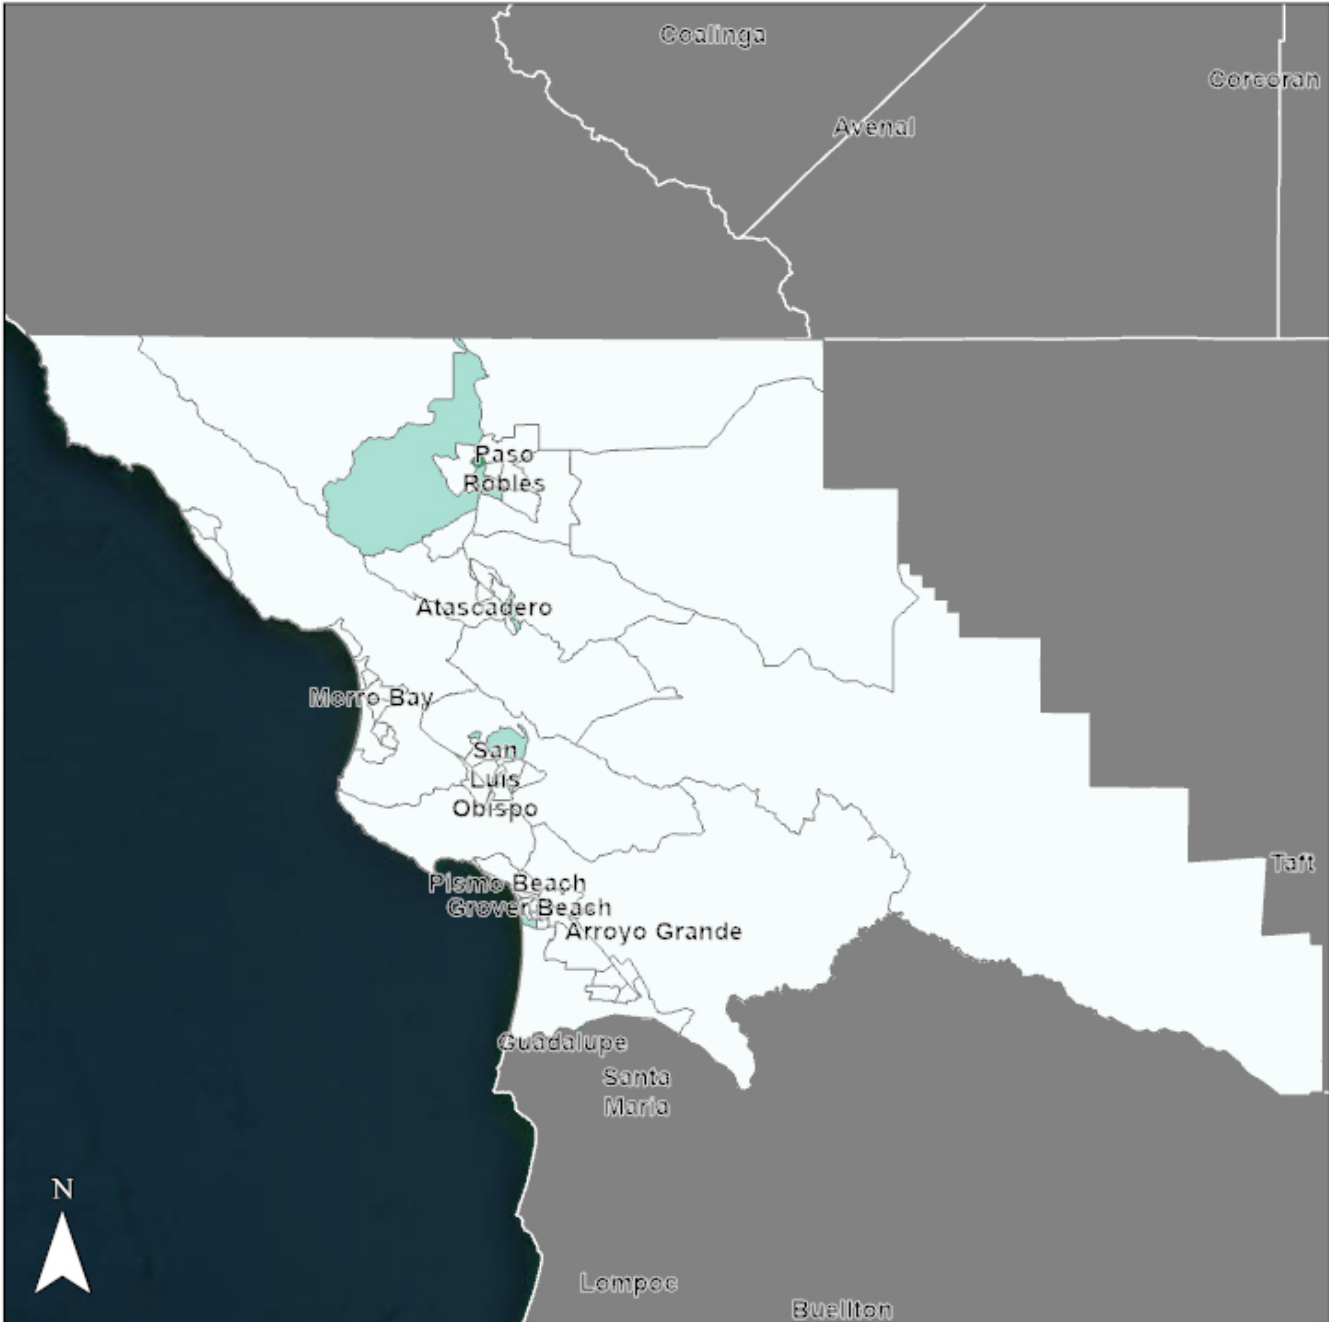 Coalinga
Corcoran
Avenal
Paso
Robles
Atascadero
Morro Bay
San
Luis
Obispo
Taft
Pismo Beach
Grover Beach
Arroyo Grande
Guadalupe
Santa
Maria
N
Lompoc
Buellton